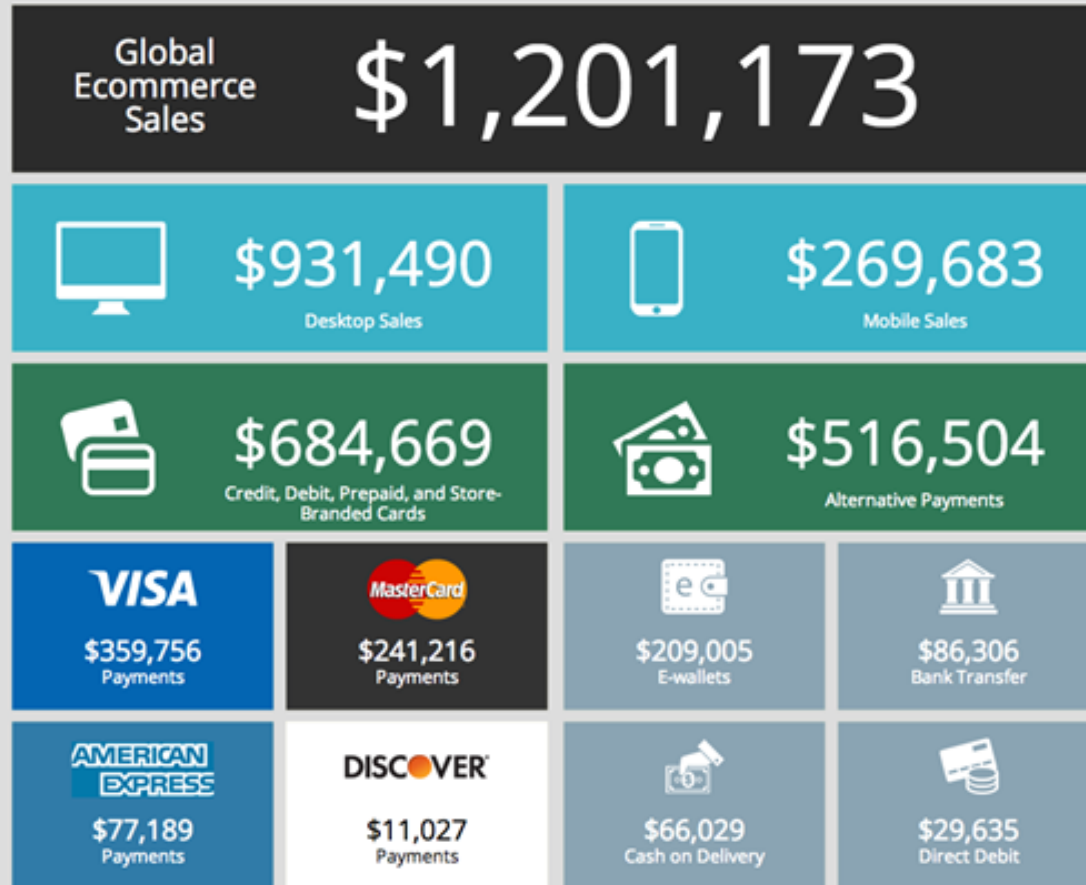 Global
Ecommerce
Sales
$1,201,173
$931,490
Desktop Sales
$269,683
Mobile Sales
$684,669
Credit, Debit, Prepaid, and Store-
Branded Cards
$516,504
Alternative Payments
VISA
$359,756
Payments
MasterCard
$241,216
Payments
e
$209,005
E-wallets
$86,306
Bank Transfer
AMERICAN
EXPRESS
$77,189
Payments
DISCOVER
$11,027
Payments
$
$66,029
Cash on Delivery
$29,635
Direct Debit